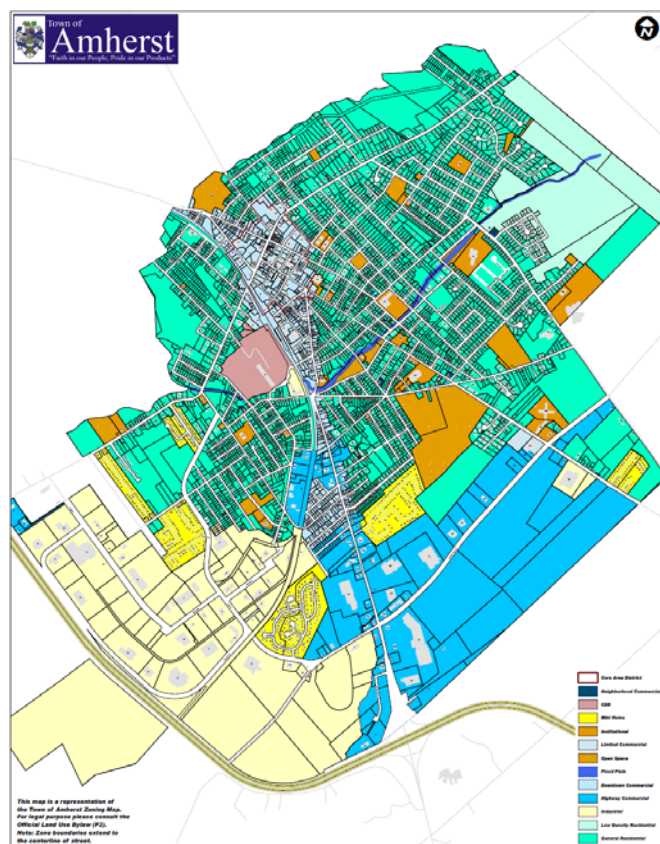 Town of
Amherst
"Faith in our People, Pride in our Products"
N
Core Area District
Neighborhood Commercial
CDD
Mini Home
Institutional
Limited Commercial
Open Space
Flood Plain
Downtown Commercial
Highway Commercial
Industrial
Low Density Residential
General Residential
This map is a representation of
the Town of Amherst Zoning Map.
For legal purpose please consult the
Official Land Use Bylaw (P2).
Note: Zone boundaries extend to
the centerline of street.